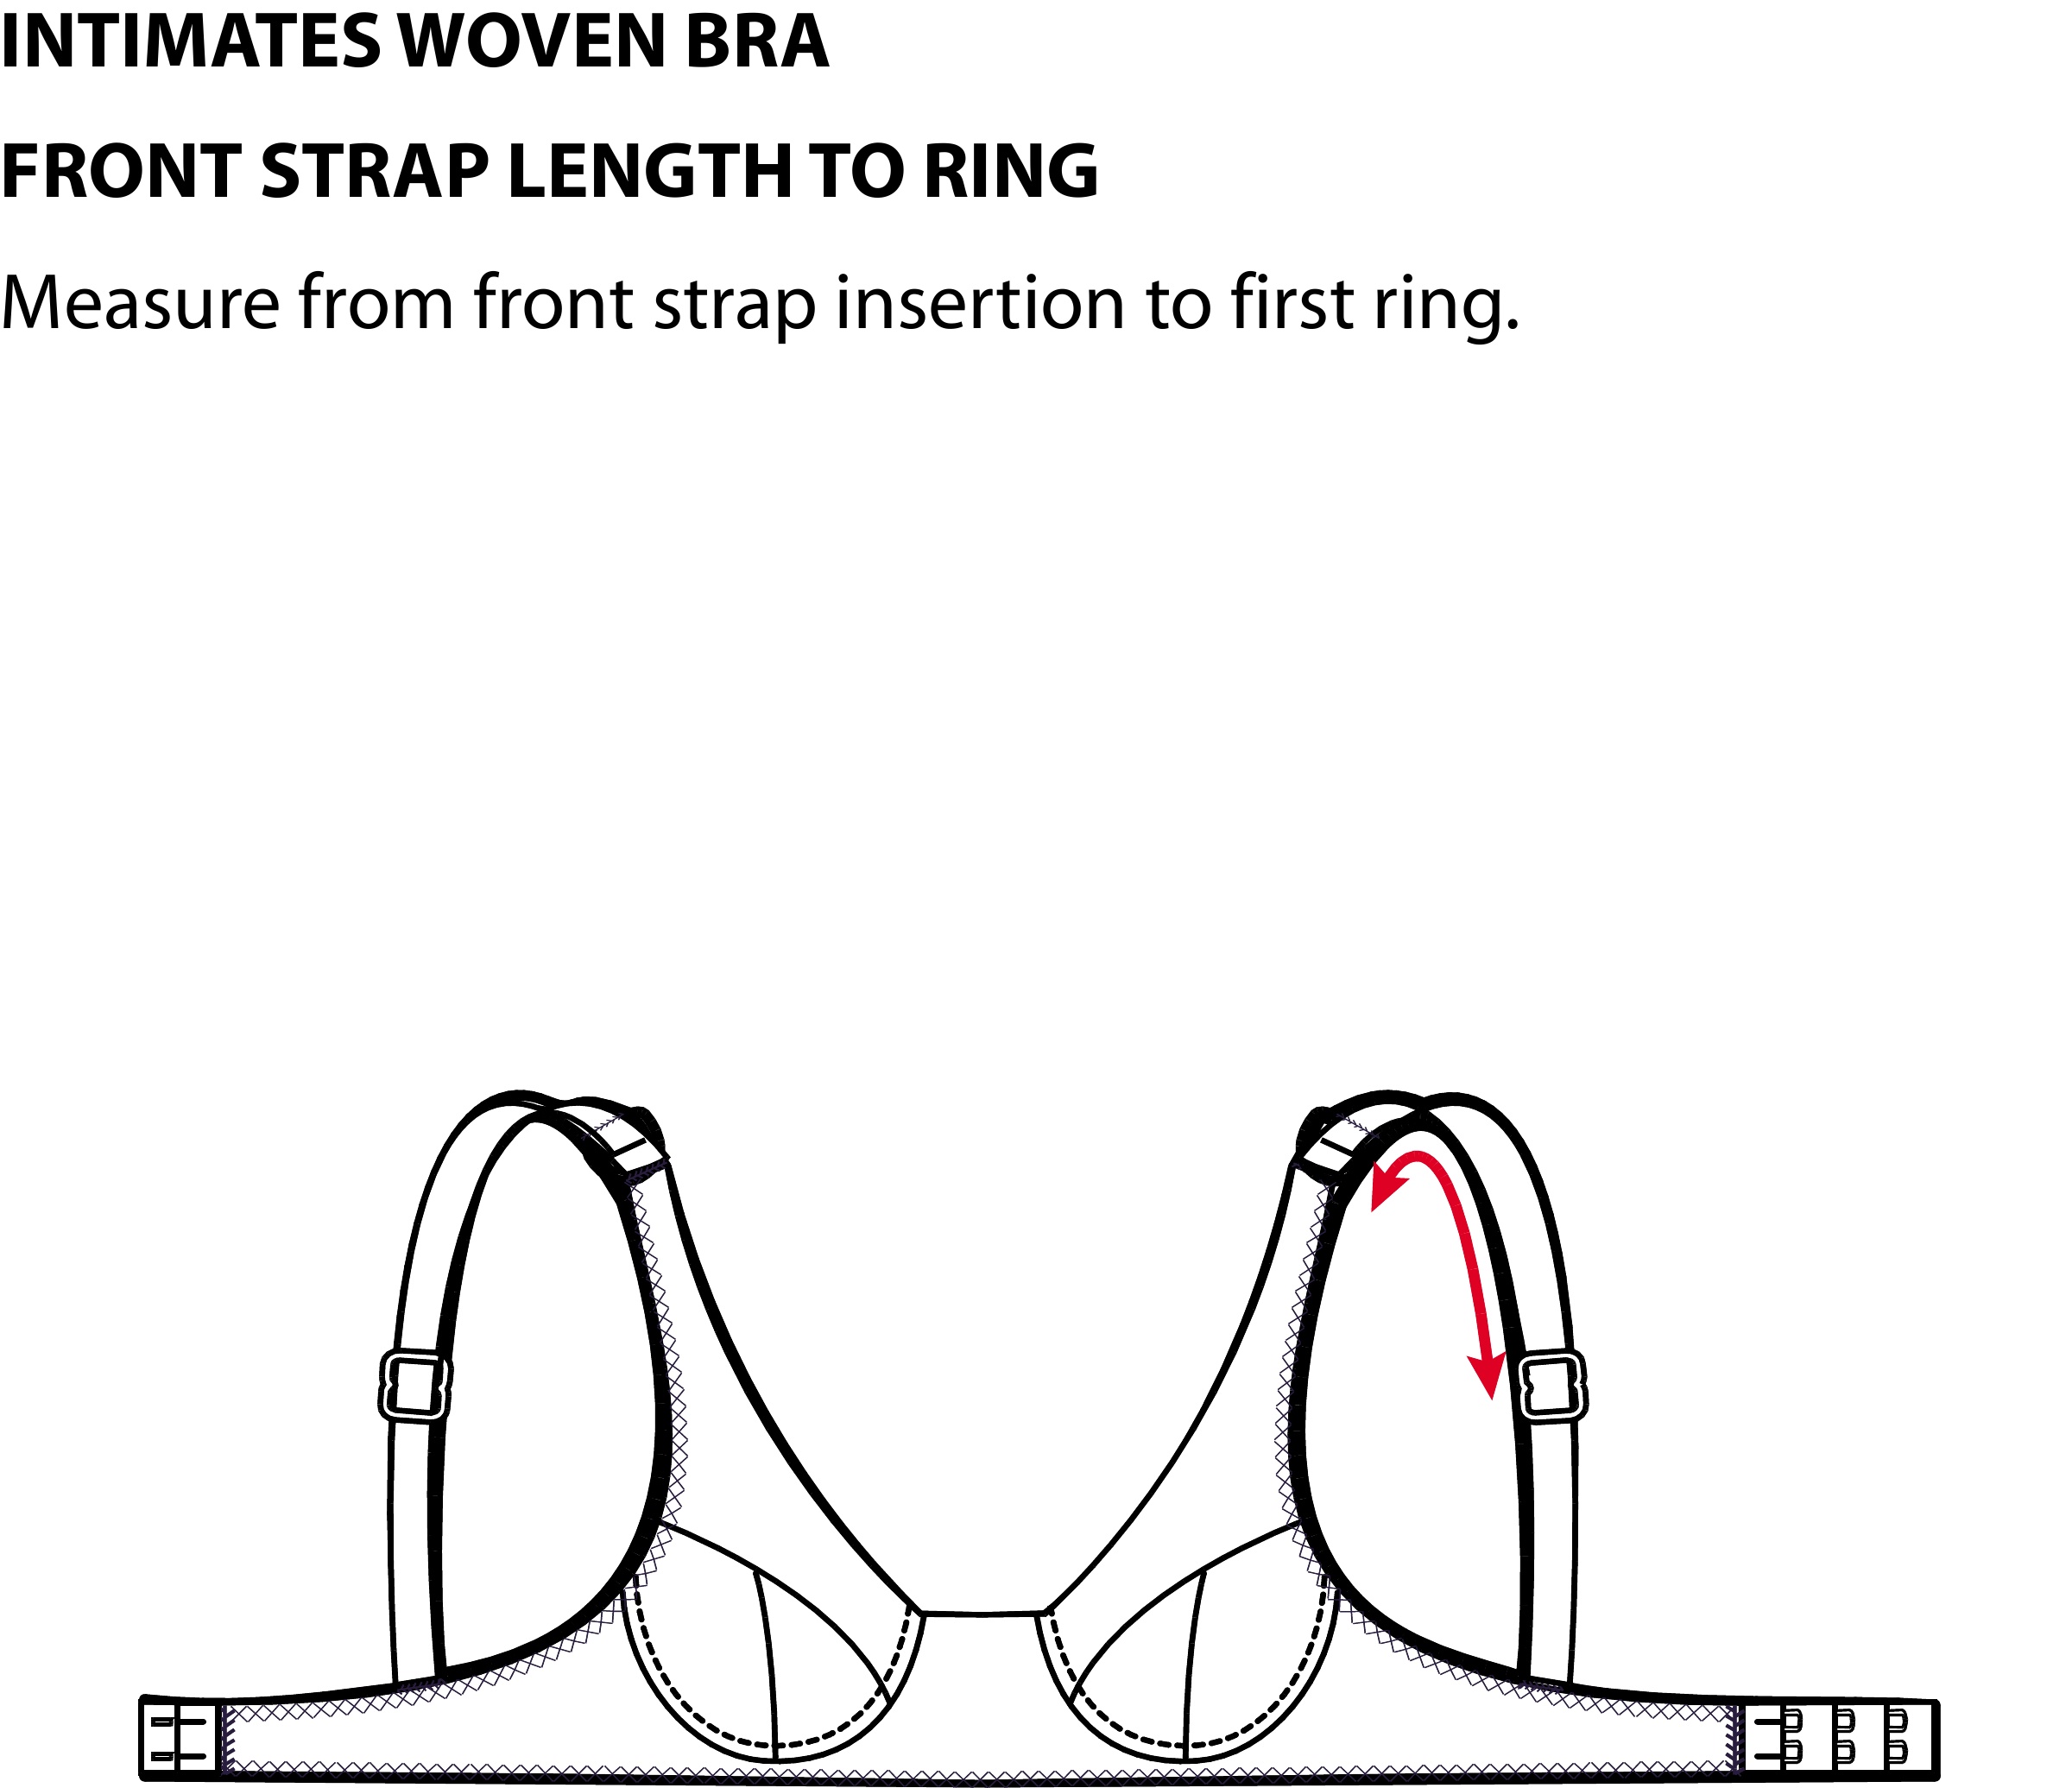 INTIMATES WOVEN BRA
FRONT STRAP LENGTH TO RING
Measure from front strap insertion to first ring.